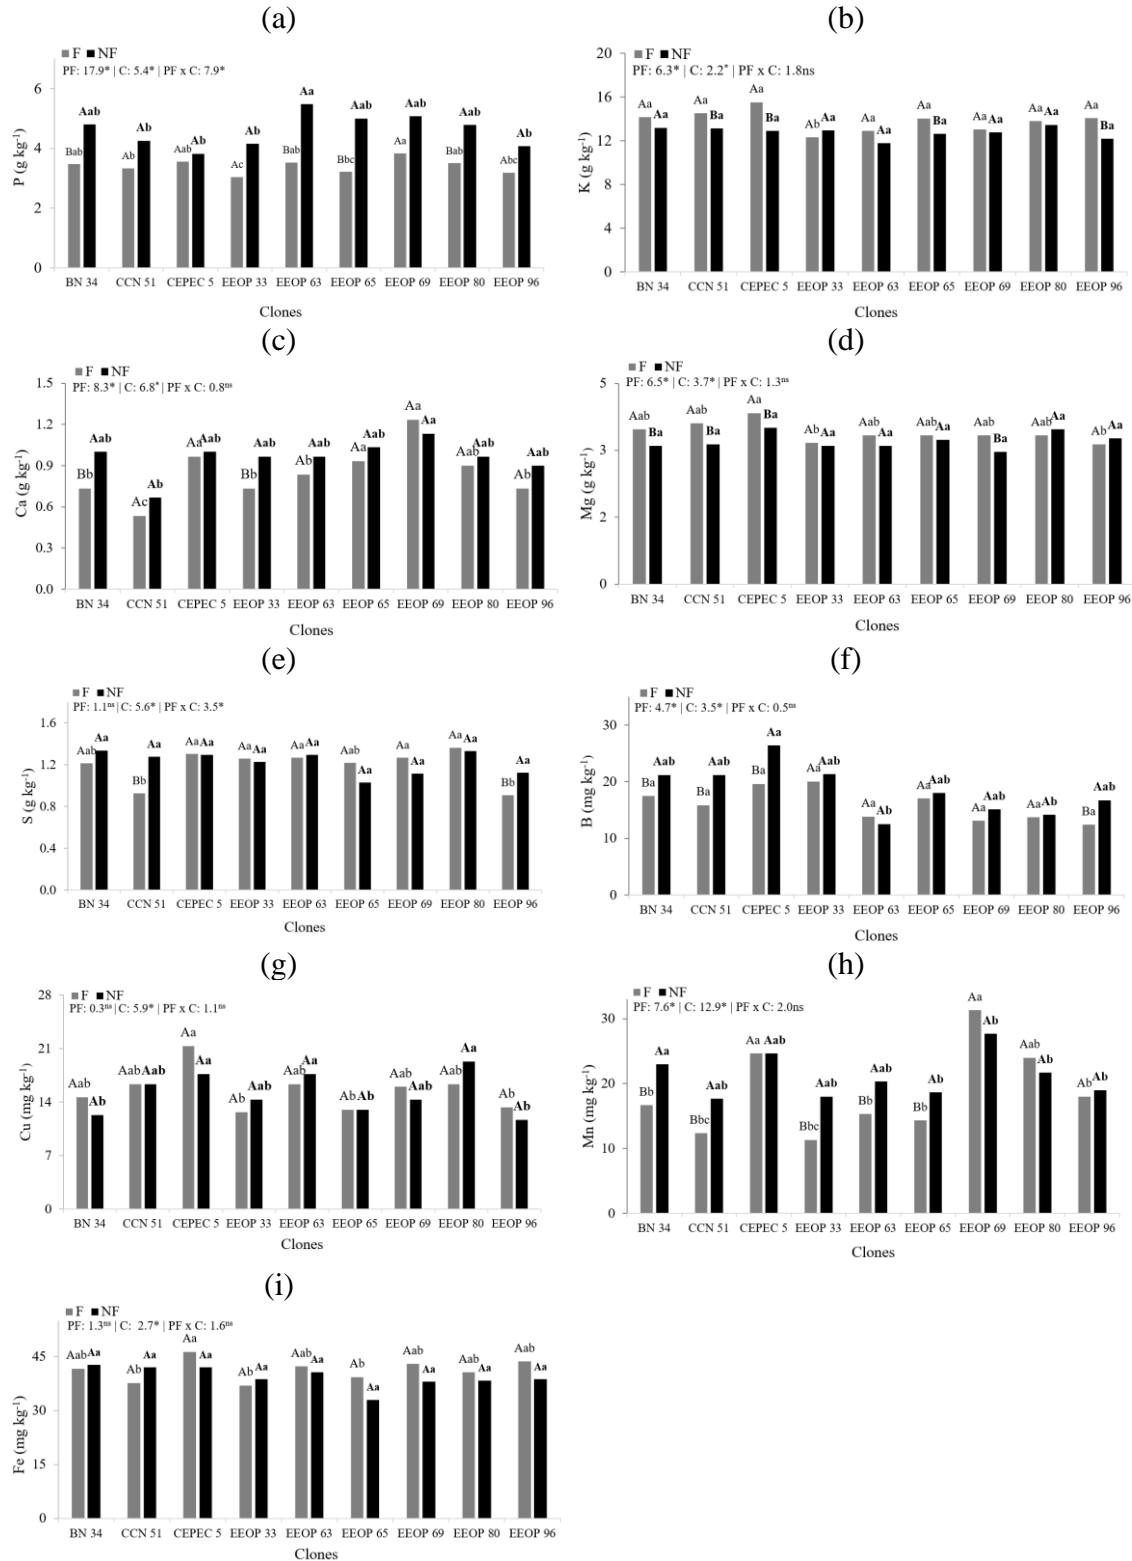 (a)
F NF
PF: 17.9* | C: 5.4* | PF x C: 7.9*
P (g kg⁻¹)
6
4
2
0
Aab Ab Ab Ab Aa Aab Aab Aab Ab
Bab Ab Aab Ac Bab Bbc Aa Bab Abc
BN 34 CCN 51 CEPEC 5 EEOP 33 EEOP 63 EEOP 65 EEOP 69 EEOP 80 EEOP 96
Clones
(b)
F NF
PF: 6.3* | C: 2.2* | PF x C: 1.8ns
K (g kg⁻¹)
20
16
12
8
4
0
Aa Aa Aa Ba Aa Ba Ab Aa Aa Aa Aa Ba Aa Aa Aa Aa Aa Ba
BN 34 CCN 51 CEPEC 5 EEOP 33 EEOP 63 EEOP 65 EEOP 69 EEOP 80 EEOP 96
Clones
(c)
F NF
PF: 8.3* | C: 6.8* | PF x C: 0.8ⁿˢ
Ca (g kg⁻¹)
1.5
1.2
0.9
0.6
0.3
0.0
Bb Aab Ac Ab Aa Aab Bb Aab Ab Aab Aa Aab Aa Aa Aab Aab Ab Aab
BN 34 CCN 51 CEPEC 5 EEOP 33 EEOP 63 EEOP 65 EEOP 69 EEOP 80 EEOP 96
Clones
(d)
F NF
PF: 6.5* | C: 3.7* | PF x C: 1.3ⁿˢ
Mg (g kg⁻¹)
5
3
2
0
Aab Ba Aab Ba Aa Ba Ab Aa Aab Aa Aab Aa Aab Ba Aab Aa Ab Aa
BN 34 CCN 51 CEPEC 5 EEOP 33 EEOP 63 EEOP 65 EEOP 69 EEOP 80 EEOP 96
Clones
(e)
F NF
PF: 1.1ⁿˢ | C: 5.6* | PF x C: 3.5*
S (g kg⁻¹)
1.6
1.2
0.8
0.4
0.0
Aab Aa Bb Aa Aa Aa Aa Aa Aa Aa Aab Aa Aa Aa Aa Aa Bb Aa
BN 34 CCN 51 CEPEC 5 EEOP 33 EEOP 63 EEOP 65 EEOP 69 EEOP 80 EEOP 96
Clones
(f)
F NF
PF: 4.7* | C: 3.5* | PF x C: 0.5ⁿˢ
B (mg kg⁻¹)
30
20
10
0
Ba Aab Ba Aab Ba Aa Aa Aab Aa Ab Aa Aab Aa Aab Aa Ab Ba Aab
BN 34 CCN 51 CEPEC 5 EEOP 33 EEOP 63 EEOP 65 EEOP 69 EEOP 80 EEOP 96
Clones
(g)
F NF
PF: 0.3ⁿˢ | C: 5.9* | PF x C: 1.1ⁿˢ
Cu (mg kg⁻¹)
28
21
14
7
0
Aab Ab Aab Aab Aa Aa Ab Aab Aab Aa Ab Ab Aab Aab Aab Aa Ab Ab
BN 34 CCN 51 CEPEC 5 EEOP 33 EEOP 63 EEOP 65 EEOP 69 EEOP 80 EEOP 96
Clones
(h)
F NF
PF: 7.6* | C: 12.9* | PF x C: 2.0ns
Mn (mg kg⁻¹)
30
20
10
0
Bb Aa Bbc Aab Aa Aab Bbc Aab Bb Aab Bb Ab Aa Ab Aab Ab Ab Ab
BN 34 CCN 51 CEPEC 5 EEOP 33 EEOP 63 EEOP 65 EEOP 69 EEOP 80 EEOP 96
Clones
(i)
F NF
PF: 1.3ⁿˢ | C: 2.7* | PF x C: 1.6ⁿˢ
Fe (mg kg⁻¹)
45
30
15
0
Aab Aa Ab Aa Aa Aa Ab Aa Aab Aa Ab Aa Aab Aa Aab Aa Aab Aa
BN 34 CCN 51 CEPEC 5 EEOP 33 EEOP 63 EEOP 65 EEOP 69 EEOP 80 EEOP 96
Clones